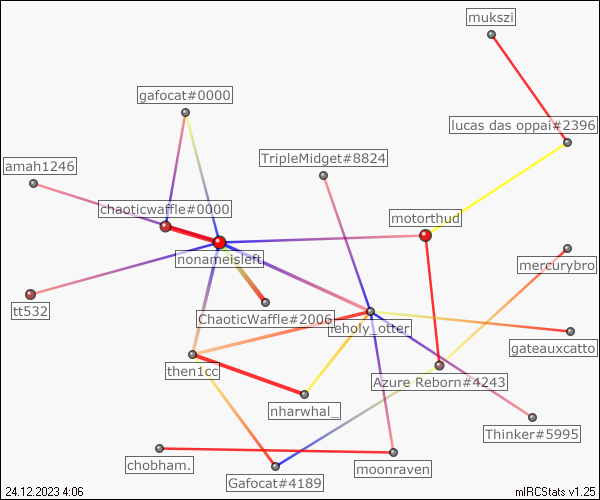 mukszi
gafocat#0000
lucas das oppai#2396
TripleMidget#8824
amah1246
chaoticwaffle#0000
motorthud
nonameisleft
mercurybro
tt532
ChaoticWaffle#2006
leholy_otter
gateauxcatto
then1cc
Azure Reborn#4243
nharwhal_
Thinker#5995
chobham.
moonraven
Gafocat#4189
24.12.2023 4:06
mIRCStats v1.25